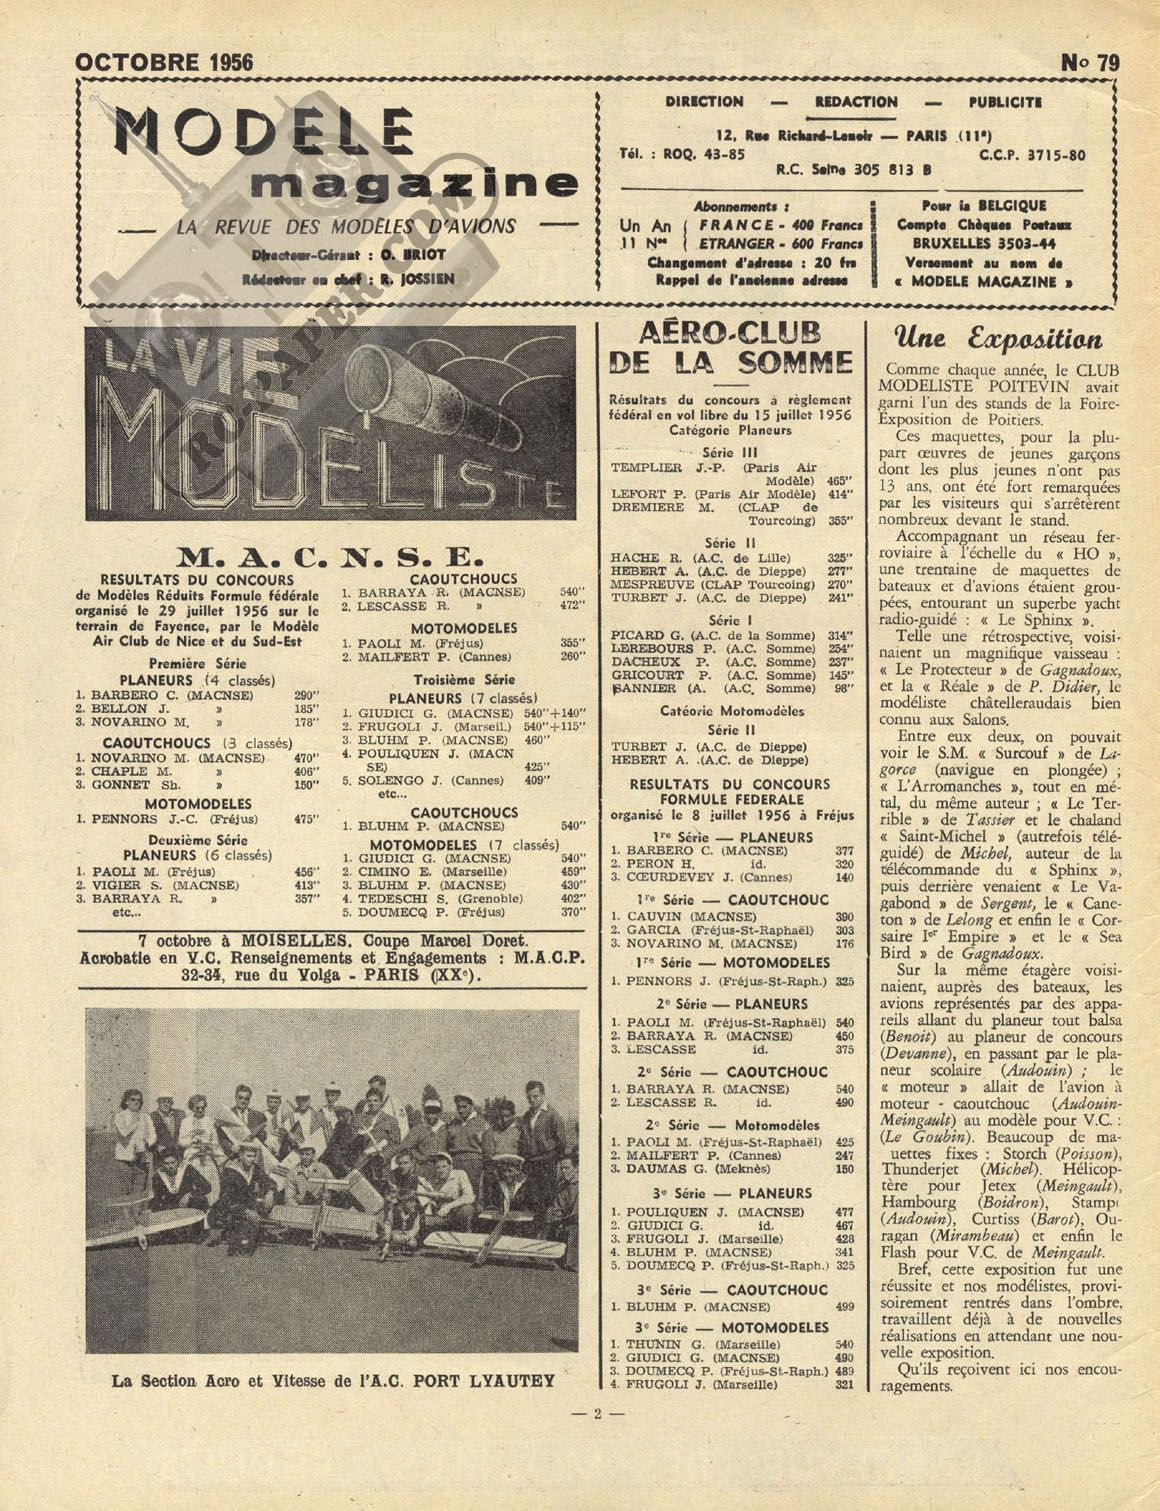 OCTOBRE 1956
No 79
MODELE
magazine
LA REVUE DES MODÈLES D'AVIONS
Directeur-Gérant : O. BRIOT
Rédacteur en chef : R. JOSSIEN
DIRECTION — REDACTION — PUBLICITE
12, Rue Richard-Lenoir — PARIS (11e)
Tél. : ROQ. 43-85 C.C.P. 3715-80
R.C. Seine 305 813 B
Abonnements :
Un An { FRANCE - 400 Francs
11 Nos { ETRANGER - 600 Francs
Changement d'adresse : 20 frs
Rappel de l'ancienne adresse
Pour la BELGIQUE
Compte Chèques Postaux
BRUXELLES 3503-44
Versement au nom de
« MODELE MAGAZINE »
RCPAPER.COM
LA VIE
MODELISTE
M. A. C. N. S. E.
RESULTATS DU CONCOURS
de Modèles Réduits Formule fédérale
organisé le 29 juillet 1956 sur le
terrain de Fayence, par le Modèle
Air Club de Nice et du Sud-Est
Première Série
PLANEURS (4 classés)
1. BARBERO C. (MACNSE) 290"
2. BELLON J. » 185"
3. NOVARINO M. » 178"
CAOUTCHOUCS (3 classés)
1. NOVARINO M. (MACNSE) 470"
2. CHAPLE M. » 406"
3. GONNET Sh. » 150"
MOTOMODELES
1. PENNORS J.-C. (Fréjus) 475"
Deuxième Série
PLANEURS (6 classés)
1. PAOLI M. (Fréjus) 456"
2. VIGIER S. (MACNSE) 413"
3. BARRAYA R. » 357"
etc...
CAOUTCHOUCS
1. BARRAYA R. (MACNSE) 540"
2. LESCASSE R. » 472"
MOTOMODELES
1. PAOLI M. (Fréjus) 355"
2. MAILFERT P. (Cannes) 260"
Troisième Série
PLANEURS (7 classés)
1. GIUDICI G. (MACNSE) 540"+140"
2. FRUGOLI J. (Marseil.) 540"+115"
3. BLUHM P. (MACNSE) 460"
4. POULIQUEN J. (MACN
SE) 425"
5. SOLENGO J. (Cannes) 409"
etc...
CAOUTCHOUCS
1. BLUHM P. (MACNSE) 540"
MOTOMODELES (7 classés)
1. GIUDICI G. (MACNSE) 540"
2. CIMINO E. (Marseille) 459"
3. BLUHM P. (MACNSE) 430"
4. TEDESCHI S. (Grenoble) 402"
5. DOUMECQ P. (Fréjus) 370"
7 octobre à MOISELLES. Coupe Marcel Doret.
Acrobatie en V.C. Renseignements et Engagements : M.A.C.P.
32-34, rue du Volga - PARIS (XXe).
La Section Acro et Vitesse de l'A.C. PORT LYAUTEY
AÉRO-CLUB
DE LA SOMME
Résultats du concours à règlement
fédéral en vol libre du 15 juillet 1956
Catégorie Planeurs
Série III
TEMPLIER J.-P. (Paris Air
Modèle) 465"
LEFORT P. (Paris Air Modèle) 414"
DREMIERE M. (CLAP de
Tourcoing) 355"
Série II
HACHE R. (A.C. de Lille) 325"
HEBERT A. (A.C. de Dieppe) 277"
MESPREUVE (CLAP Tourcoing) 270"
TURBET J. (A.C. de Dieppe) 241"
Série I
PICARD G. (A.C. de la Somme) 314"
LEREBOURS P. (A.C. Somme) 254"
DACHEUX P. (A.C. Somme) 237"
GRICOURT P. (A.C. Somme) 145"
BANNIER (A. (A.C. Somme) 98"
Catéorie Motomodèles
Série II
TURBET J. (A.C. de Dieppe)
HEBERT A. .(A.C. de Dieppe)
RESULTATS DU CONCOURS
FORMULE FEDERALE
organisé le 8 juillet 1956 à Fréjus
1re Série — PLANEURS
1. BARBERO C. (MACNSE) 377
2. PERON H. id. 320
3. CŒURDEVEY J. (Cannes) 140
1re Série — CAOUTCHOUC
1. CAUVIN (MACNSE) 390
2. GARCIA (Fréjus-St-Raphaël) 303
3. NOVARINO M. (MACNSE) 176
1re Série — MOTOMODELES
1. PENNORS J. (Fréjus-St-Raph.) 325
2e Série — PLANEURS
1. PAOLI M. (Fréjus-St-Raphaël) 540
2. BARRAYA R. (MACNSE) 450
3. LESCASSE id. 375
2e Série — CAOUTCHOUC
1. BARRAYA R. (MACNSE) 540
2. LESCASSE R. id. 490
2e Série — Motomodèles
1. PAOLI M. (Fréjus-St-Raphaël) 425
2. MAILFERT P. (Cannes) 247
3. DAUMAS G. (Meknès) 150
3e Série — PLANEURS
1. POULIQUEN J. (MACNSE) 477
2. GIUDICI G. id. 467
3. FRUGOLI J. (Marseille) 428
4. BLUHM P. (MACNSE) 341
5. DOUMECQ P. (Fréjus-St-Raph.) 325
3e Série — CAOUTCHOUC
1. BLUHM P. (MACNSE) 499
3e Série — MOTOMODELES
1. THUNIN G. (Marseille) 540
2. GIUDICI G. (MACNSE) 490
3. DOUMECQ P. (Fréjus-St-Raph.) 489
4. FRUGOLI J. (Marseille) 321
Une Exposition
Comme chaque année, le CLUB
MODELISTE POITEVIN avait
garni l'un des stands de la Foire-
Exposition de Poitiers.
Ces maquettes, pour la plu-
part œuvres de jeunes garçons
dont les plus jeunes n'ont pas
13 ans, ont été fort remarquées
par les visiteurs qui s'arrêtèrent
nombreux devant le stand.
Accompagnant un réseau fer-
roviaire à l'échelle du « HO »,
une trentaine de maquettes de
bateaux et d'avions étaient grou-
pées, entourant un superbe yacht
radio-guidé : « Le Sphinx ».
Telle une rétrospective, voisi-
naient un magnifique vaisseau :
« Le Protecteur » de Gagnadoux,
et la « Réale » de P. Didier, le
modéliste châtelleraudais bien
connu aux Salons.
Entre eux deux, on pouvait
voir le S.M. « Surcouf » de La-
gorce (navigue en plongée) ;
« L'Arromanches », tout en mé-
tal, du même auteur ; « Le Ter-
rible » de Tassier et le chaland
« Saint-Michel » (autrefois télé-
guidé) de Michel, auteur de la
télécommande du « Sphinx »,
puis derrière venaient « Le Va-
gabond » de Sergent, le « Cane-
ton » de Lelong et enfin le « Cor-
saire Ier Empire » et le « Sea
Bird » de Gagnadoux.
Sur la même étagère voisi-
naient, auprès des bateaux, les
avions représentés par des appa-
reils allant du planeur tout balsa
(Benoit) au planeur de concours
(Devanne), en passant par le pla-
neur scolaire (Audouin) ; le
« moteur » allait de l'avion à
moteur - caoutchouc (Audouin-
Meingault) au modèle pour V.C. :
(Le Goubin). Beaucoup de ma-
uettes fixes : Storch (Poisson),
Thunderjet (Michel). Hélicop-
tère pour Jetex (Meingault),
Hambourg (Boidron), Stamp
(Audouin), Curtiss (Barot), Ou-
ragan (Mirambeau) et enfin le
Flash pour V.C. de Meingault.
Bref, cette exposition fut une
réussite et nos modélistes, provi-
soirement rentrés dans l'ombre,
travaillent déjà à de nouvelles
réalisations en attendant une nou-
velle exposition.
Qu'ils reçoivent ici nos encou-
ragements.
— 2 —